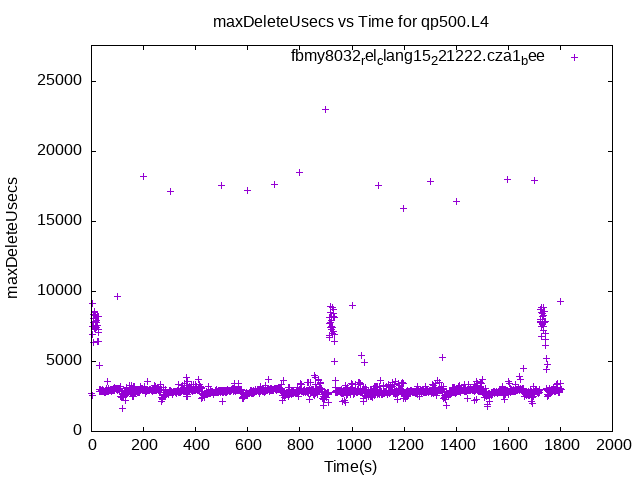 maxDeleteUsecs vs Time for qp500.L4
fbmy8032relclang15221222.cza1bee
25000
20000
15000
10000
5000
0
maxDeleteUsecs
0 200 400 600 800 1000 1200 1400 1600 1800 2000
Time(s)